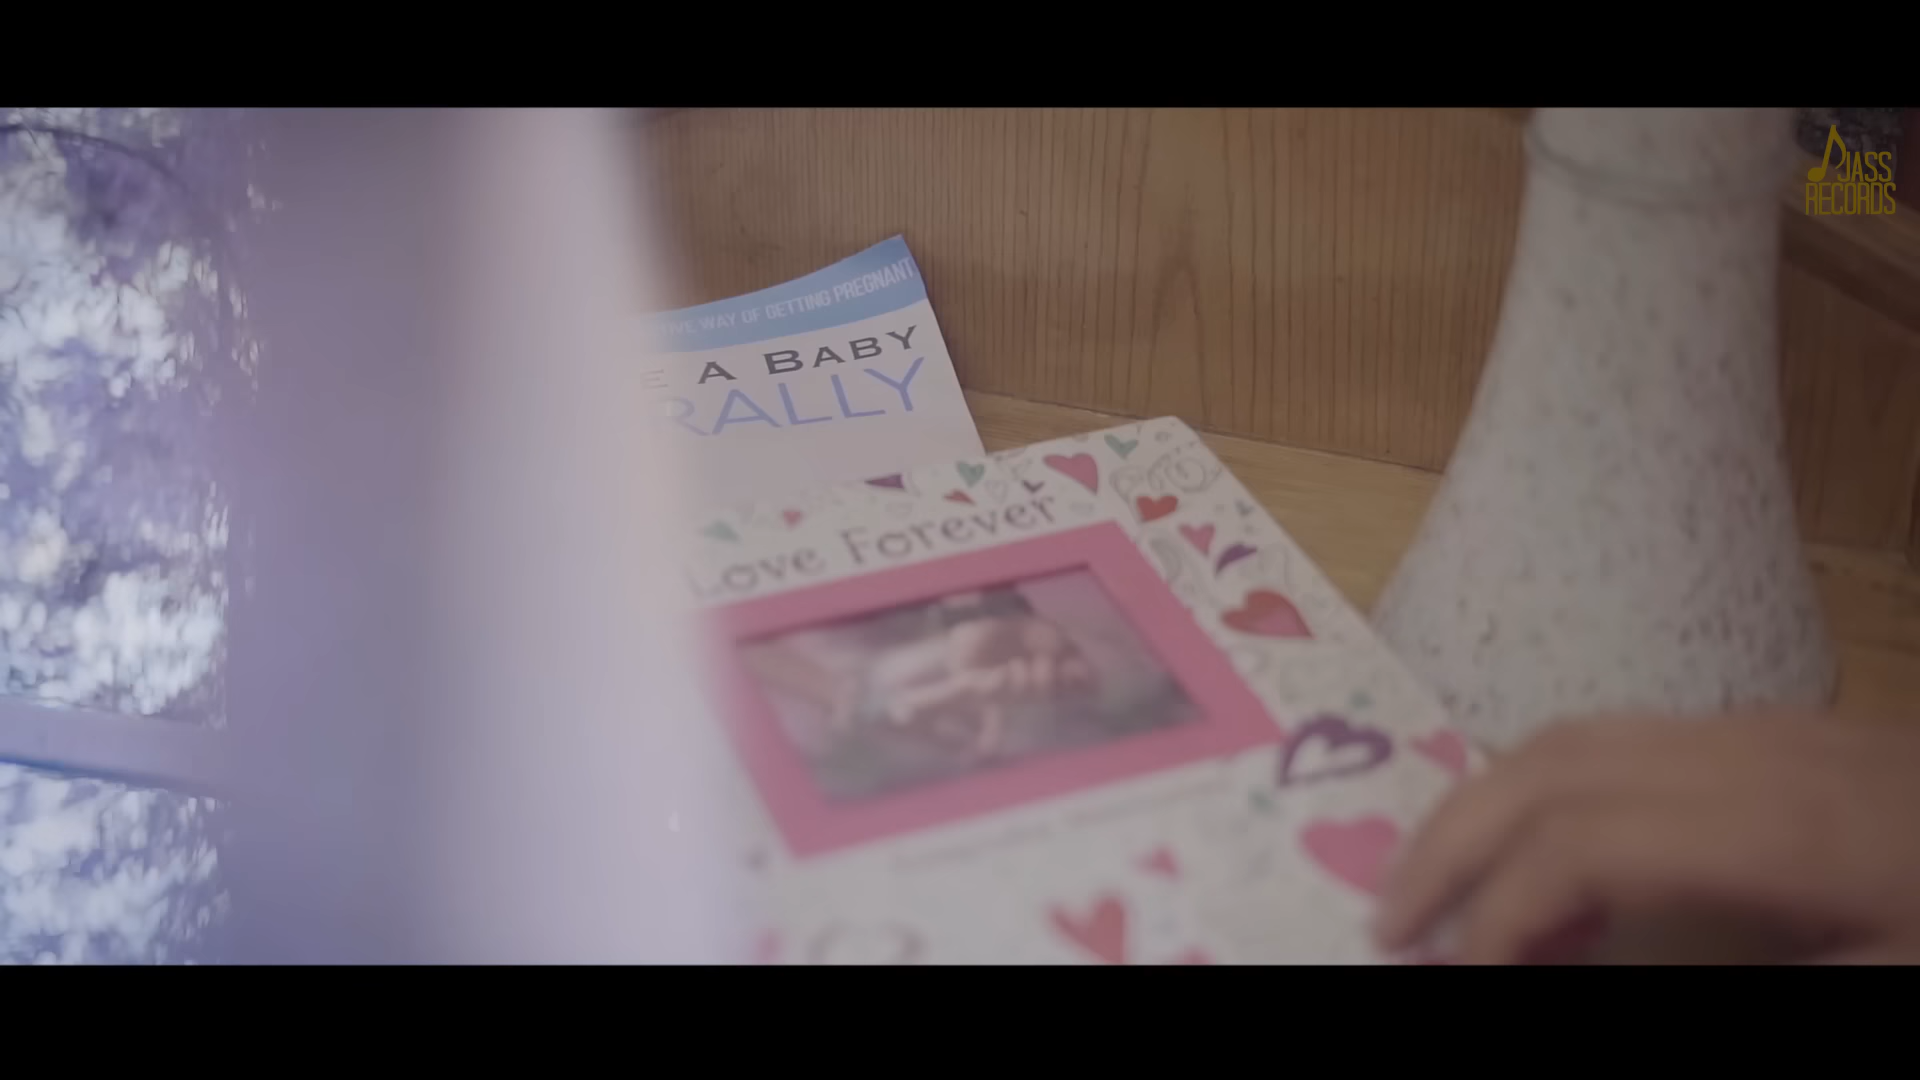 WAY OF GETTING PREGNANT
A BABY
RALLY
Love Forever
JASS
RECORDS